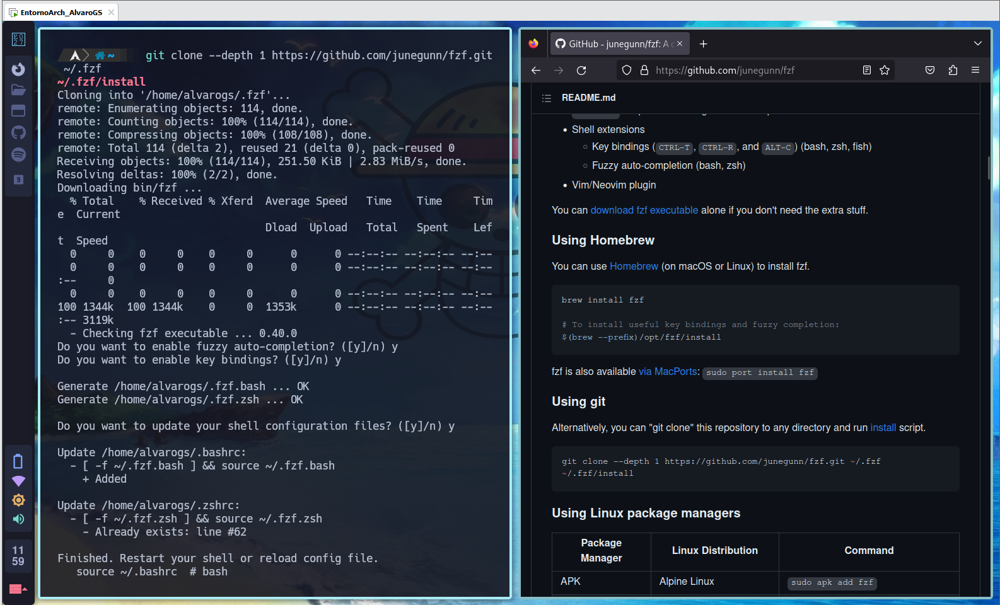 EntornoArch_AlvaroGS
~ git clone --depth 1 https://github.com/junegunn/fzf.git
~/.fzf
~/.fzf/install
Cloning into '/home/alvarogs/.fzf'...
remote: Enumerating objects: 114, done.
remote: Counting objects: 100% (114/114), done.
remote: Compressing objects: 100% (108/108), done.
remote: Total 114 (delta 2), reused 21 (delta 0), pack-reused 0
Receiving objects: 100% (114/114), 251.50 KiB | 2.83 MiB/s, done.
Resolving deltas: 100% (2/2), done.
Downloading bin/fzf ...
% Total % Received % Xferd Average Speed Time Time Tim
e Current
Dload Upload Total Spent Lef
t Speed
0 0 0 0 0 0 0 0 --:--:-- --:--:-- --:--
0 0 0 0 0 0 0 0 --:--:-- --:--:-- --:--
:-- 0
0 0 0 0 0 0 0 0 --:--:-- --:--:-- --:--
100 1344k 100 1344k 0 0 1353k 0 --:--:-- --:--:-- --:--
:-- 3119k
- Checking fzf executable ... 0.40.0
Do you want to enable fuzzy auto-completion? ([y]/n) y
Do you want to enable key bindings? ([y]/n) y
Generate /home/alvarogs/.fzf.bash ... OK
Generate /home/alvarogs/.fzf.zsh ... OK
Do you want to update your shell configuration files? ([y]/n) y
Update /home/alvarogs/.bashrc:
- [ -f ~/.fzf.bash ] && source ~/.fzf.bash
+ Added
Update /home/alvarogs/.zshrc:
- [ -f ~/.fzf.zsh ] && source ~/.fzf.zsh
- Already exists: line #62
Finished. Restart your shell or reload config file.
source ~/.bashrc # bash
9
11
59
GitHub - junegunn/fzf: A c
https://github.com/junegunn/fzf
README.md
• Shell extensions
○ Key bindings (CTRL-T, CTRL-R, and ALT-C) (bash, zsh, fish)
○ Fuzzy auto-completion (bash, zsh)
• Vim/Neovim plugin
You can download fzf executable alone if you don't need the extra stuff.
Using Homebrew
You can use Homebrew (on macOS or Linux) to install fzf.
brew install fzf
# To install useful key bindings and fuzzy completion:
$(brew --prefix)/opt/fzf/install
fzf is also available via MacPorts: sudo port install fzf
Using git
Alternatively, you can "git clone" this repository to any directory and run install script.
git clone --depth 1 https://github.com/junegunn/fzf.git ~/.fzf
~/.fzf/install
Using Linux package managers
Package Manager Linux Distribution Command
APK Alpine Linux sudo apk add fzf